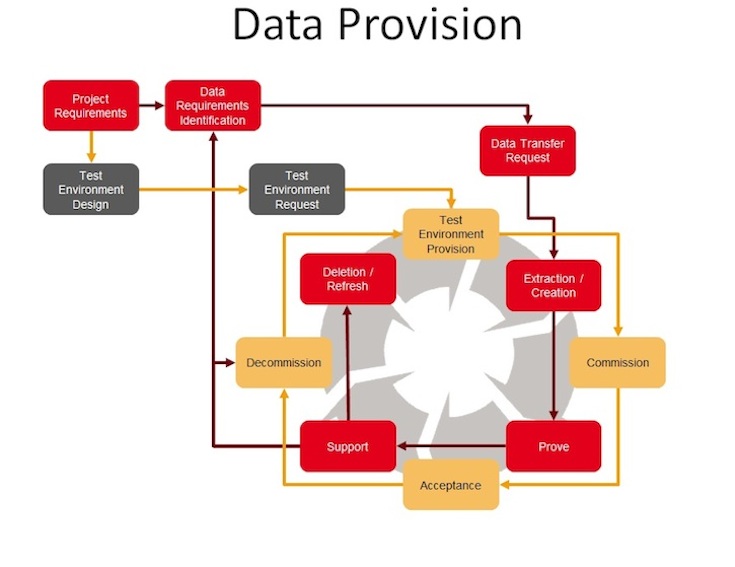 Data Provision
Project
Requirements
Data
Requirements
Identification
Data Transfer
Request
Test
Environment
Design
Test
Environment
Request
Test
Environment
Provision
Deletion /
Refresh
Extraction /
Creation
Decommission
Commission
Support
Prove
Acceptance